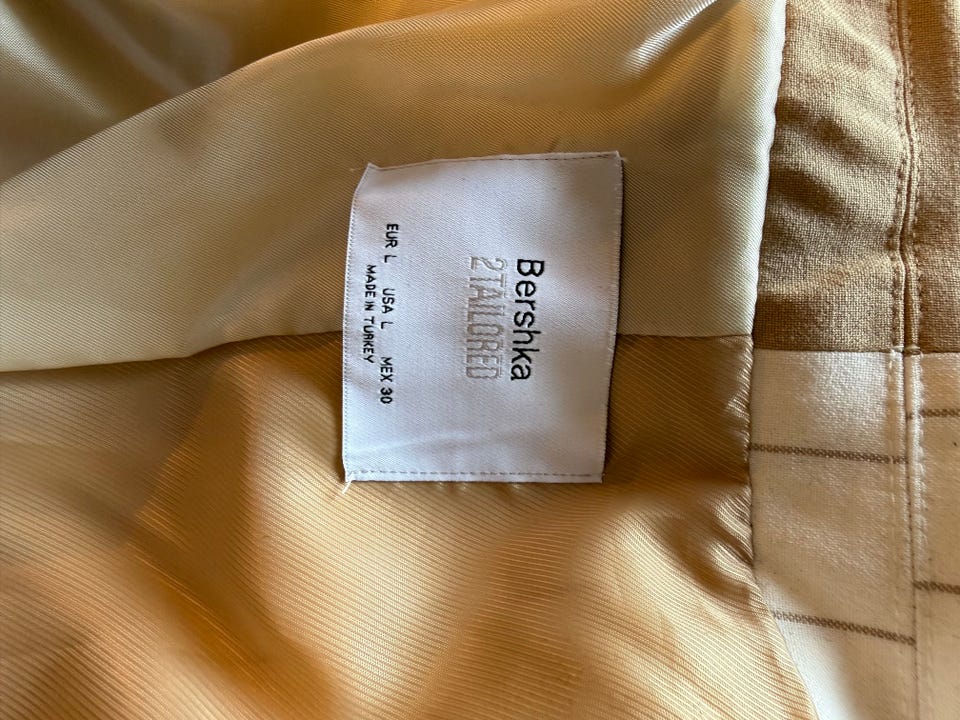 Bershka
2TAILORED
EUR L USA L MEX 30
MADE IN TURKEY